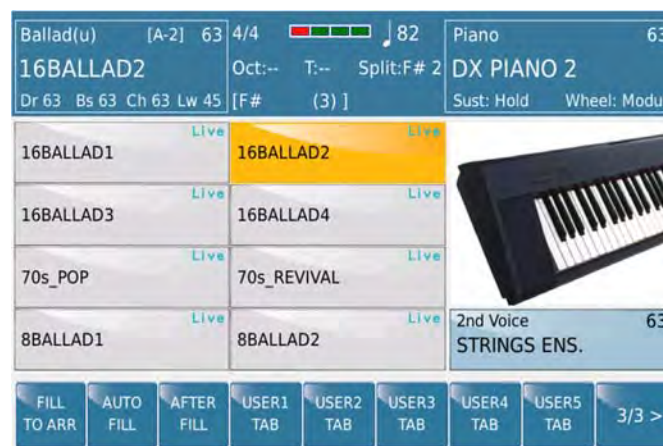 Ballad(u) [A-2] 63
16BALLAD2
Dr 63 Bs 63 Ch 63 Lw 45
4/4 82
Oct:-- T:-- Split:F# 2
[F# (3) ]
Piano 63
DX PIANO 2
Sust: Hold Wheel: Modu
16BALLAD1 Live
16BALLAD2 Live
16BALLAD3 Live
16BALLAD4 Live
70s_POP Live
70s_REVIVAL Live
8BALLAD1 Live
8BALLAD2 Live
2nd Voice 63
STRINGS ENS.
FILL
TO ARR
AUTO
FILL
AFTER
FILL
USER1
TAB
USER2
TAB
USER3
TAB
USER4
TAB
USER5
TAB
3/3 >